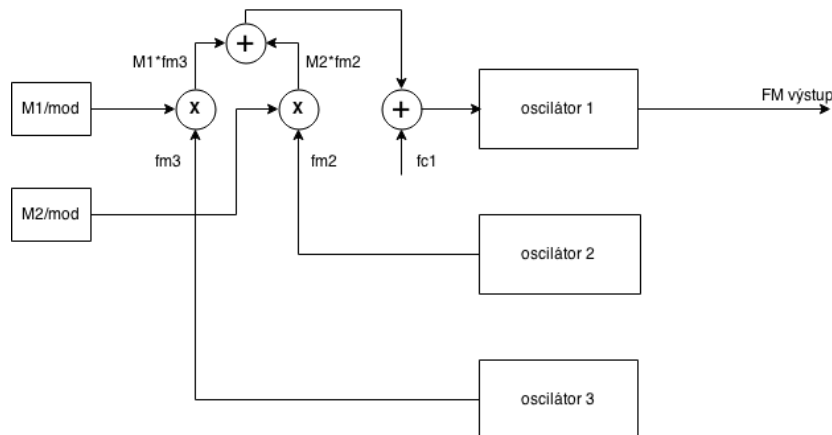 M1*fm3
+
M2*fm2
M1/mod
x
x
+
oscilátor 1
FM výstup
fm3
fm2
fc1
M2/mod
oscilátor 2
oscilátor 3